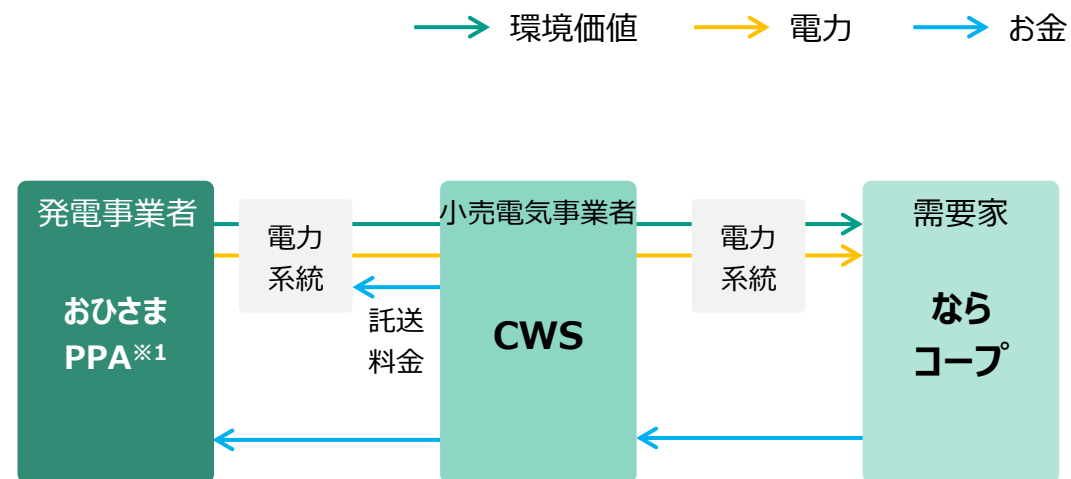 環境価値
電力
お金
発電事業者
おひさま
PPA※1
電力
系統
託送
料金
小売電気事業者
CWS
電力
系統
需要家
なら
コープ